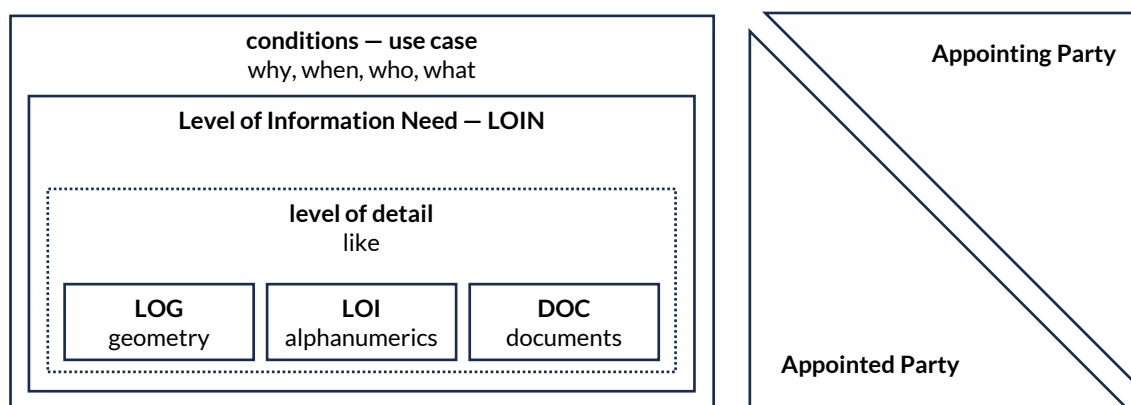 conditions — use case
why, when, who, what
Level of Information Need — LOIN
level of detail
like
LOG
geometry
LOI
alphanumerics
DOC
documents
Appointing Party
Appointed Party